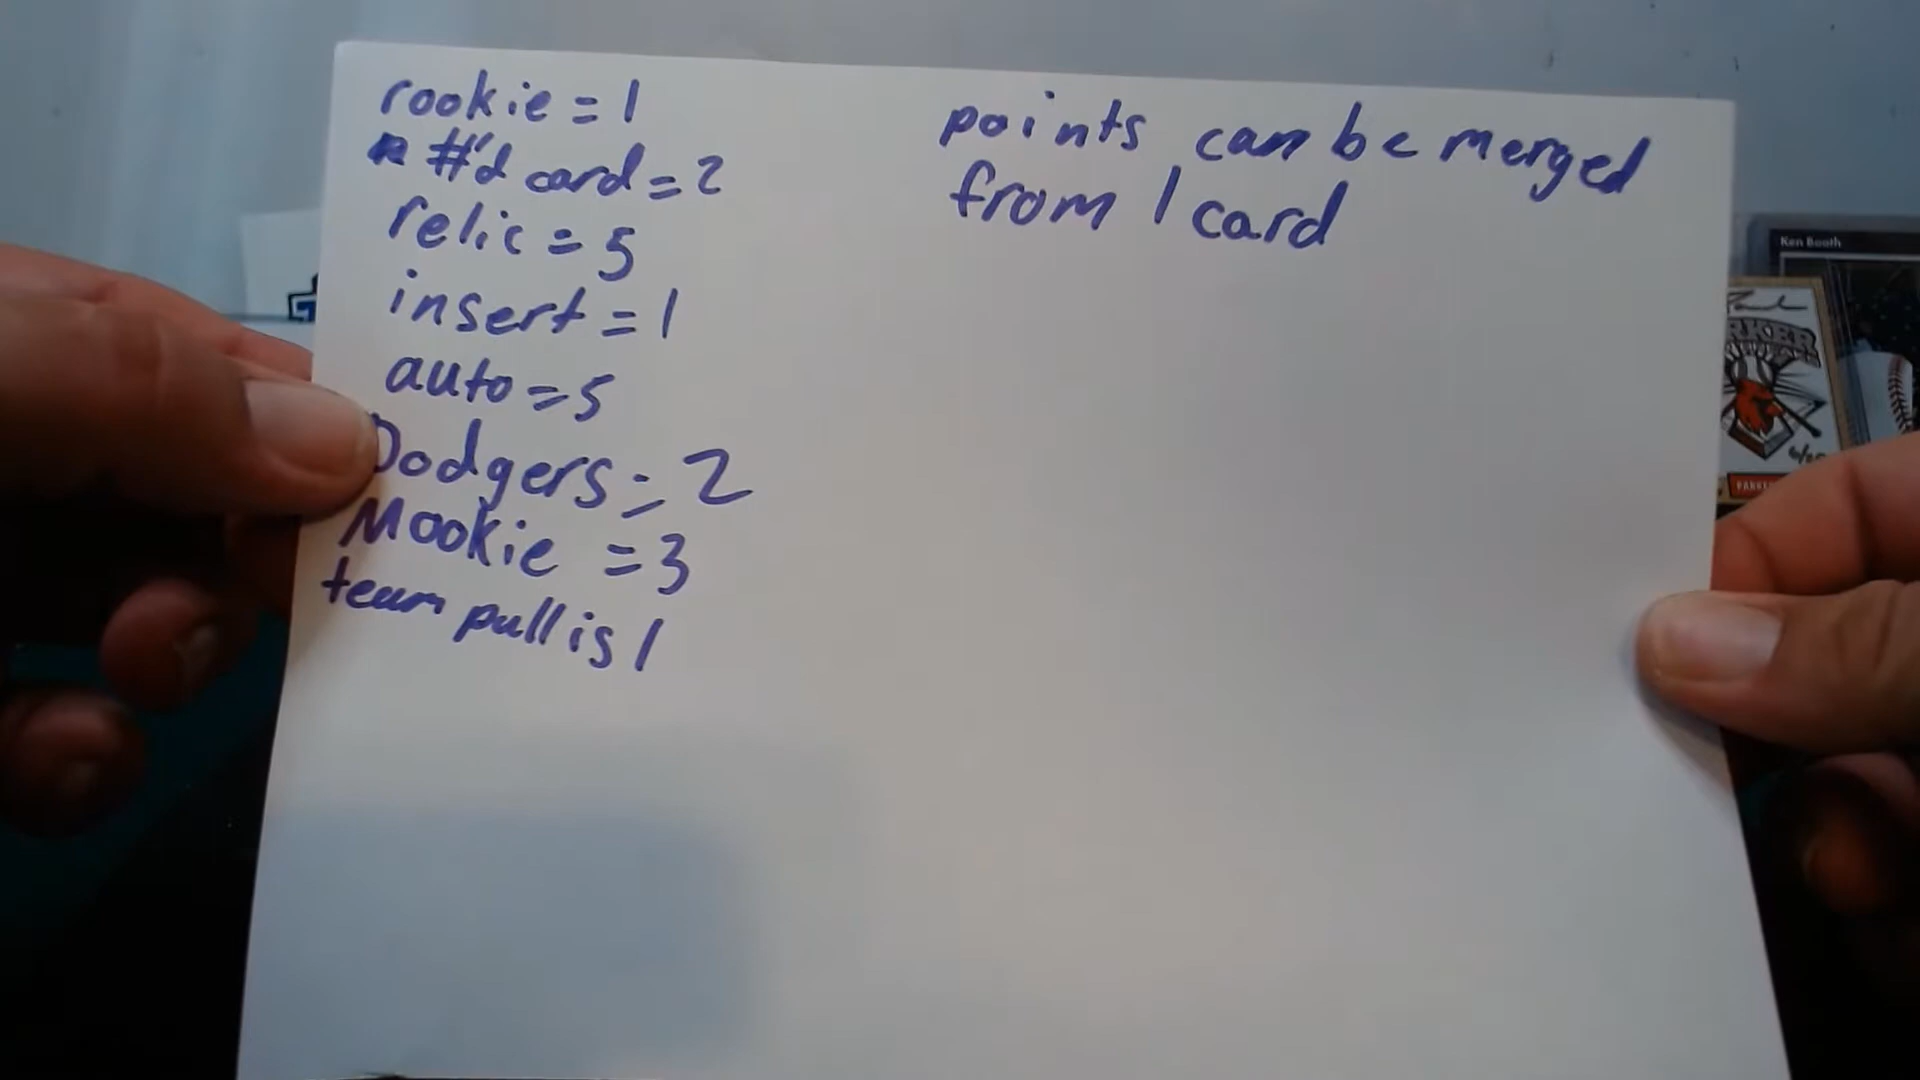 rookie = 1
#'d card = 2
relic = 5
insert = 1
auto = 5
Dodgers = 2
Mookie = 3
team pull is 1
points can be merged
from 1 card
Ken Booth